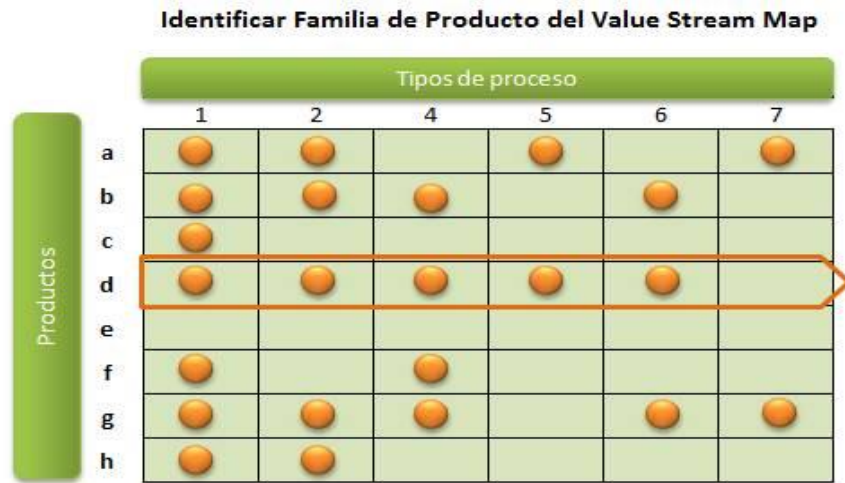 Identificar Familia de Producto del Value Stream Map
Tipos de proceso
1 2 4 5 6 7
Productos
a
b
c
d
e
f
g
h